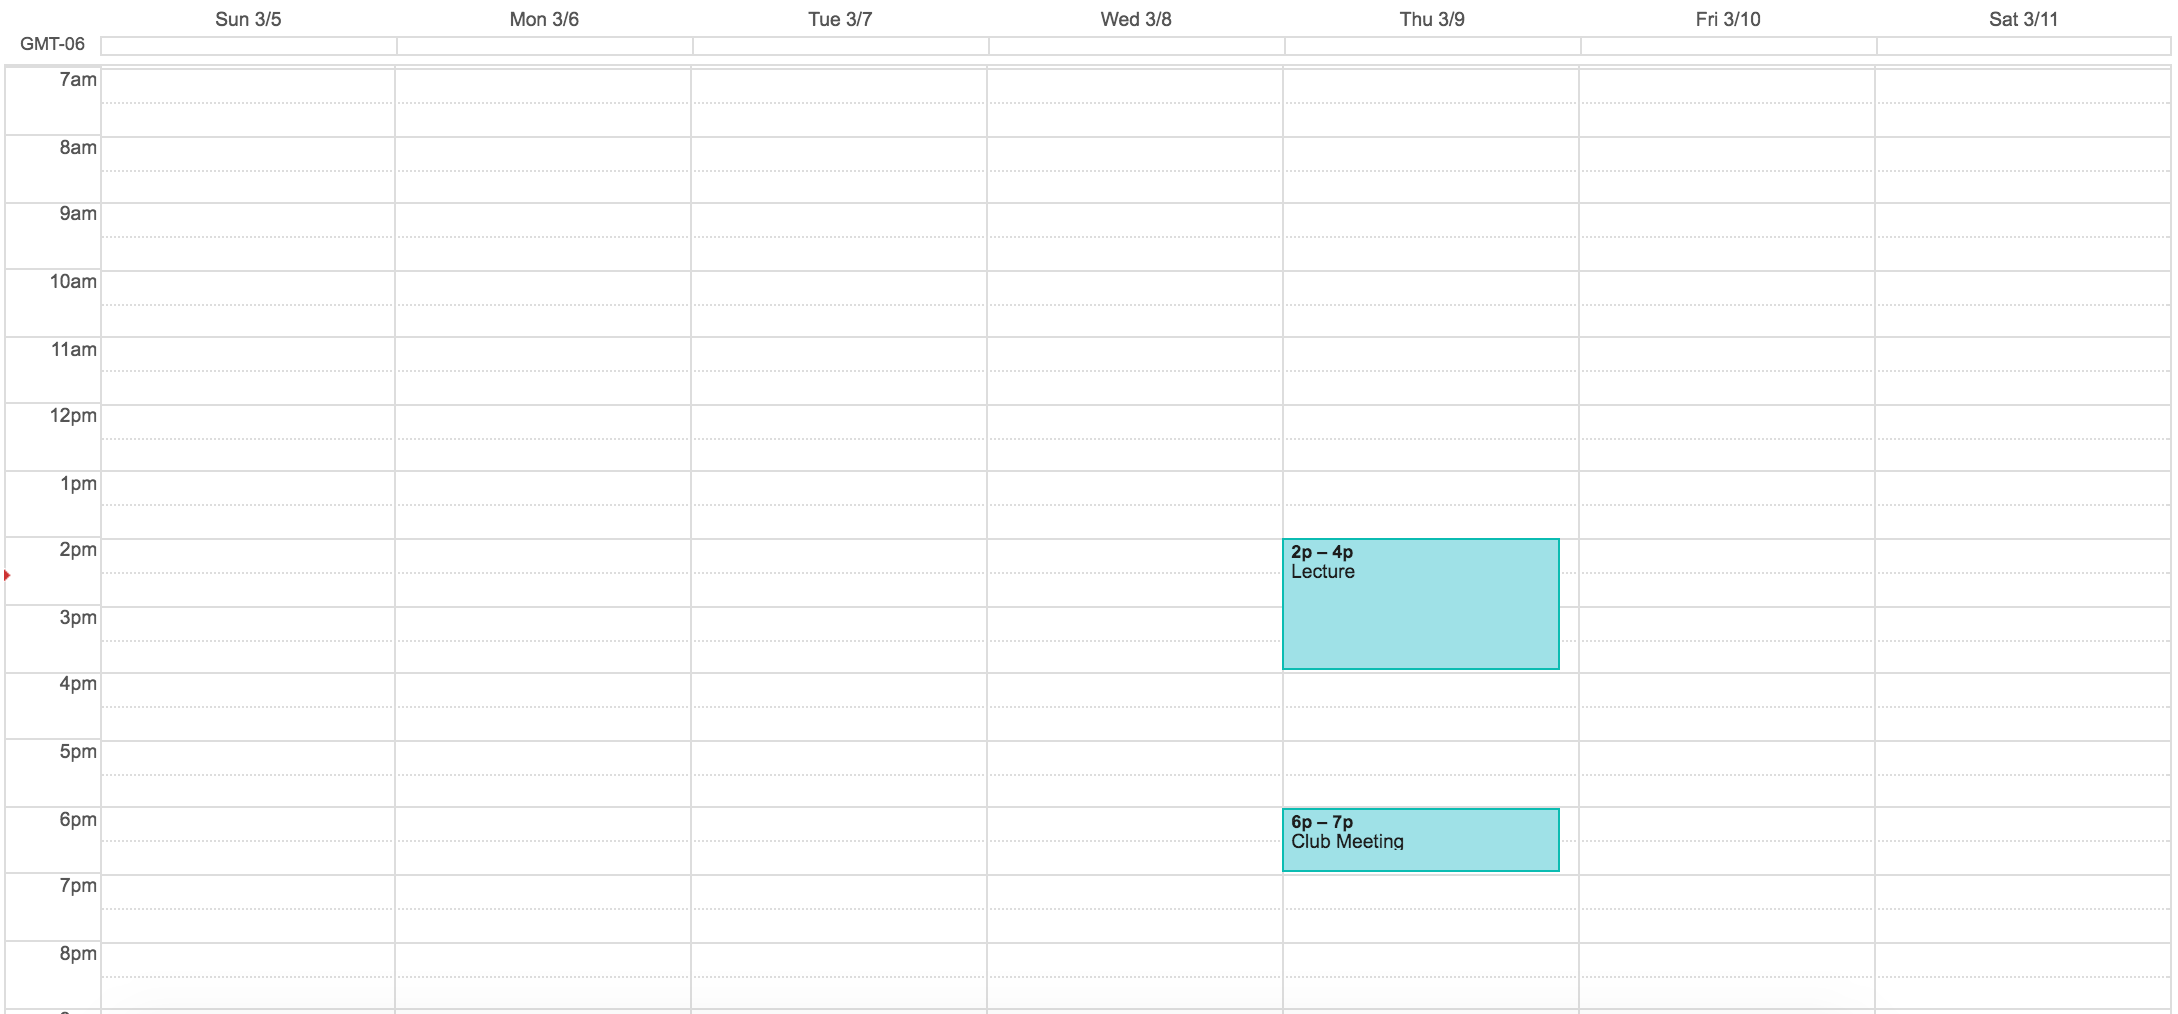 Sun 3/5 Mon 3/6 Tue 3/7 Wed 3/8 Thu 3/9 Fri 3/10 Sat 3/11
GMT-06
7am
8am
9am
10am
11am
12pm
1pm
2pm
2p – 4p
Lecture
3pm
4pm
5pm
6pm
6p – 7p
Club Meeting
7pm
8pm